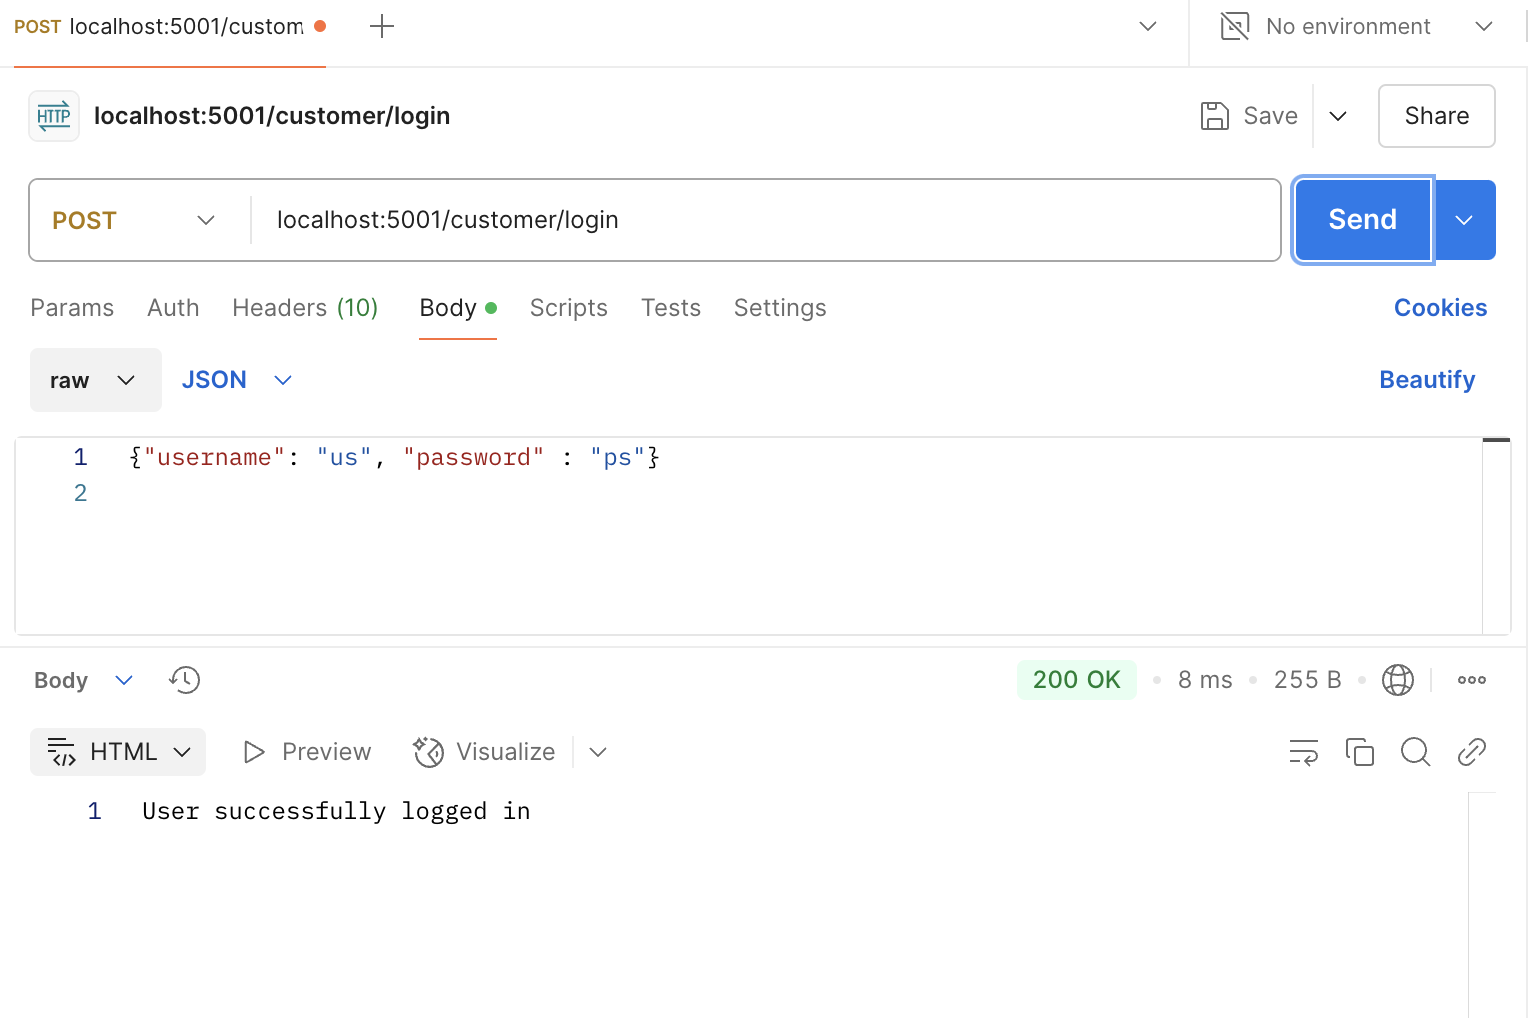 POST localhost:5001/custom
No environment
HTTP localhost:5001/customer/login
Save
Share
POST localhost:5001/customer/login
Send
Params Auth Headers (10) Body Scripts Tests Settings Cookies
raw JSON Beautify
1 {"username": "us", "password" : "ps"}
2
Body 200 OK • 8 ms • 255 B •
HTML Preview Visualize
1 User successfully logged in